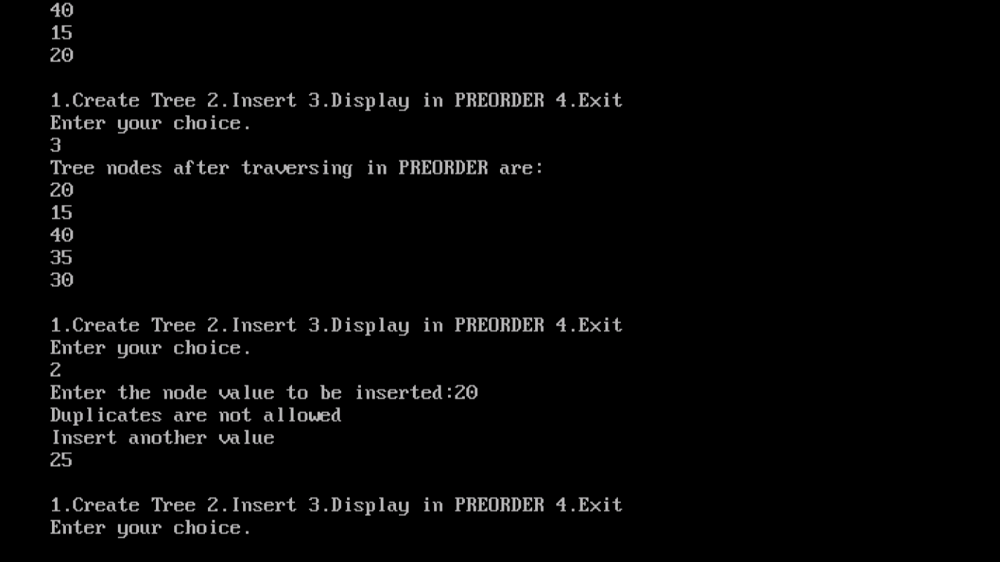 40
15
20
1.Create Tree 2.Insert 3.Display in PREORDER 4.Exit
Enter your choice.
3
Tree nodes after traversing in PREORDER are:
20
15
40
35
30
1.Create Tree 2.Insert 3.Display in PREORDER 4.Exit
Enter your choice.
2
Enter the node value to be inserted:20
Duplicates are not allowed
Insert another value
25
1.Create Tree 2.Insert 3.Display in PREORDER 4.Exit
Enter your choice.